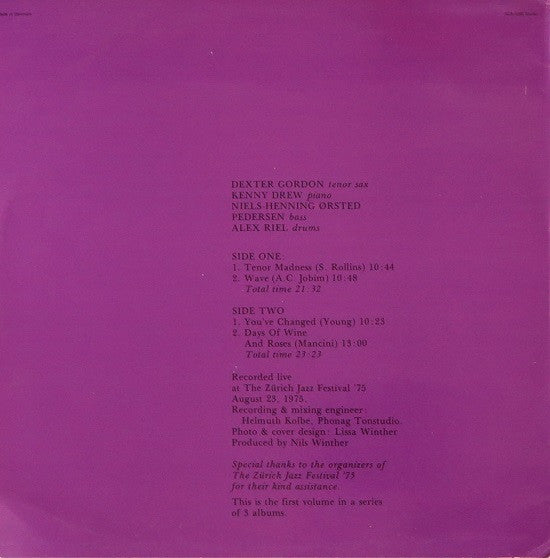 DEXTER GORDON tenor sax
KENNY DREW piano
NIELS-HENNING ØRSTED
PEDERSEN bass
ALEX RIEL drums
SIDE ONE:
1. Tenor Madness (S. Rollins) 10:44
2. Wave (A.C. Jobim) 10:48
Total time 21:32
SIDE TWO
1. You've Changed (Young) 10:23
2. Days Of Wine
And Roses (Mancini) 13:00
Total time 23:23
Recorded live
at The Zürich Jazz Festival '75
August 23, 1975.
Recording & mixing engineer:
Helmuth Kolbe, Phonag Tonstudio.
Photo & cover design: Lissa Winther
Produced by Nils Winther
Special thanks to the organizers of
The Zürich Jazz Festival '75
for their kind assistance.
This is the first volume in a series
of 3 albums.